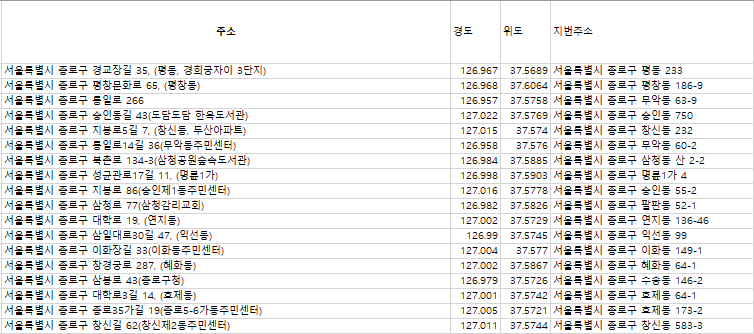 주소 경도 위도 지번주소
서울특별시 종로구 경교장길 35, (평동, 경희궁자이 3단지) 126.967 37.5689 서울특별시 종로구 평동 233
서울특별시 종로구 평창문화로 65, (평창동) 126.968 37.6064 서울특별시 종로구 평창동 186-9
서울특별시 종로구 통일로 266 126.957 37.5758 서울특별시 종로구 무악동 63-9
서울특별시 종로구 숭인동길 43(도담도담 한옥도서관) 127.022 37.5769 서울특별시 종로구 숭인동 750
서울특별시 종로구 지봉로5길 7, (창신동, 두산아파트) 127.015 37.574 서울특별시 종로구 창신동 232
서울특별시 종로구 통일로14길 36(무악동주민센터) 126.958 37.576 서울특별시 종로구 무악동 60-2
서울특별시 종로구 북촌로 134-3(삼청공원숲속도서관) 126.984 37.5885 서울특별시 종로구 삼청동 산 2-2
서울특별시 종로구 성균관로17길 11, (명륜1가) 126.998 37.5903 서울특별시 종로구 명륜1가 4
서울특별시 종로구 지봉로 86(숭인제1동주민센터) 127.016 37.5778 서울특별시 종로구 숭인동 55-2
서울특별시 종로구 삼청로 77(삼청감리교회) 126.982 37.5826 서울특별시 종로구 팔판동 52-1
서울특별시 종로구 대학로 19, (연지동) 127.002 37.5729 서울특별시 종로구 연지동 136-46
서울특별시 종로구 삼일대로30길 47, (익선동) 126.99 37.5745 서울특별시 종로구 익선동 99
서울특별시 종로구 이화장길 33(이화동주민센터) 127.004 37.577 서울특별시 종로구 이화동 149-1
서울특별시 종로구 창경궁로 287, (혜화동) 127.002 37.5867 서울특별시 종로구 혜화동 64-1
서울특별시 종로구 삼봉로 43(종로구청) 126.979 37.5726 서울특별시 종로구 수송동 146-2
서울특별시 종로구 대학로3길 14, (효제동) 127.001 37.5742 서울특별시 종로구 효제동 64-1
서울특별시 종로구 종로35가길 19(종로5·6가동주민센터) 127.005 37.5721 서울특별시 종로구 효제동 173-2
서울특별시 종로구 창신길 62(창신제2동주민센터) 127.011 37.5744 서울특별시 종로구 창신동 583-3